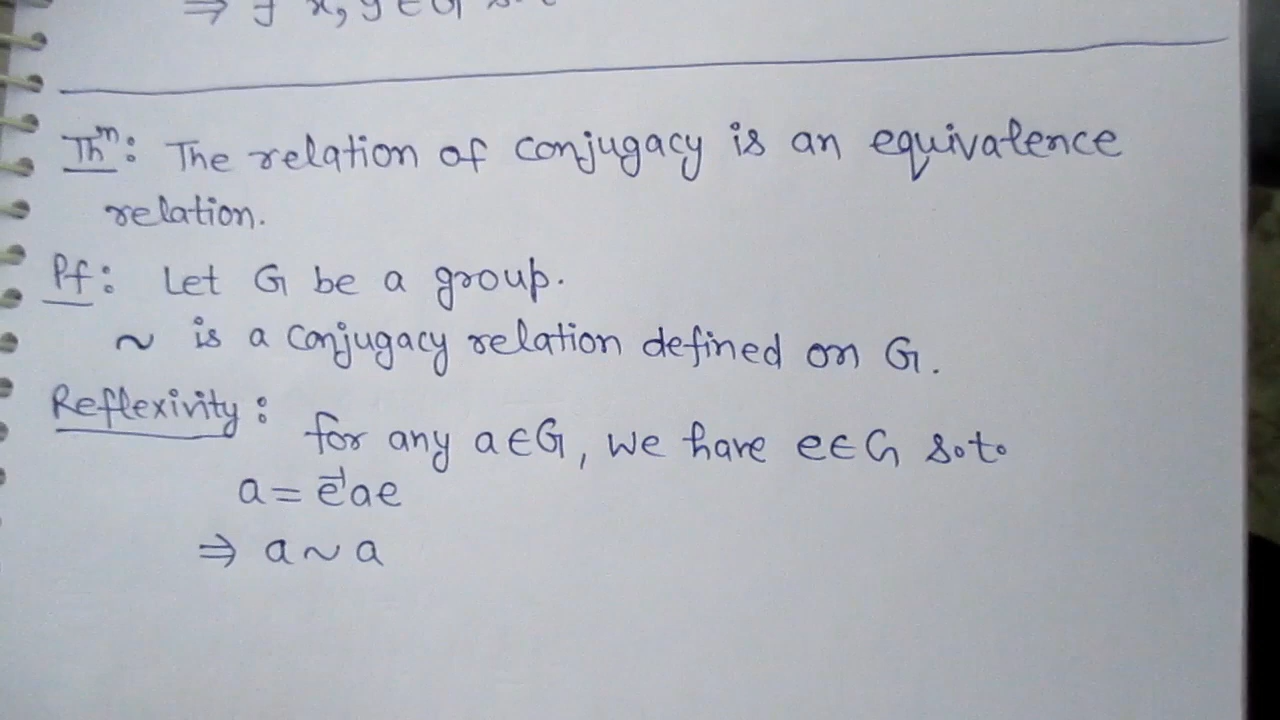 ⇒ ∃ x, y ∈ G s.t
Thm: The relation of conjugacy is an equivalence
relation.
Pf: Let G be a group.
~ is a conjugacy relation defined on G.
Reflexivity:
for any a∈G, we have e∈G s.t.
a = e⁻¹ae
⇒ a ~ a